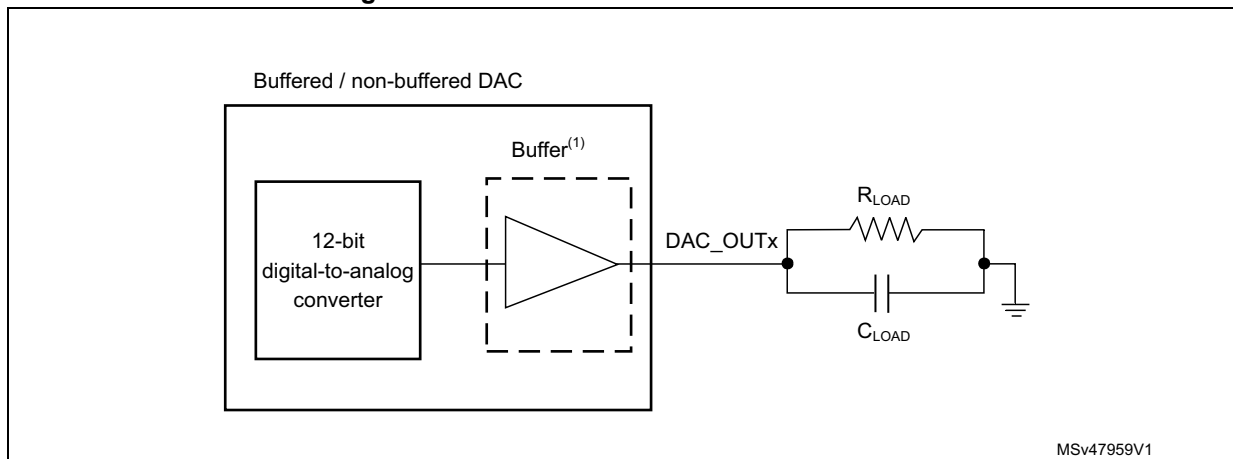 Buffered / non-buffered DAC
Buffer(1)
12-bit
digital-to-analog
converter
DAC_OUTx
RLOAD
CLOAD
MSv47959V1